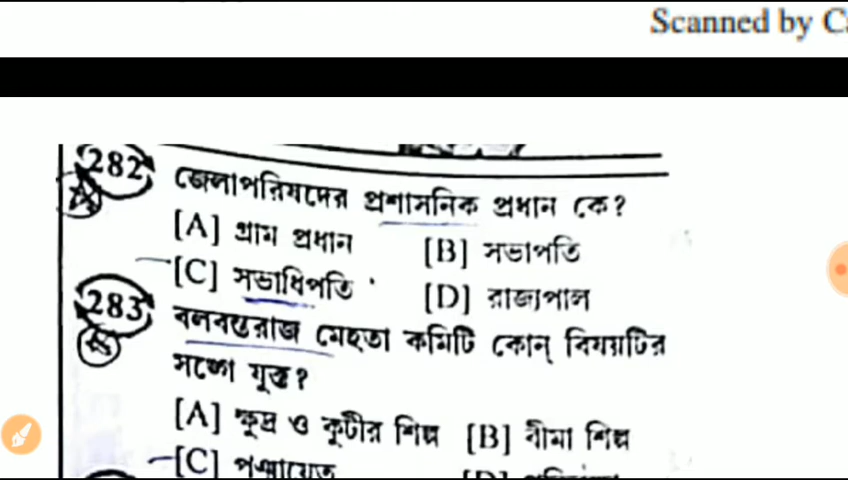 Scanned by
282
জেলাপরিষদের প্রশাসনিক প্রধান কে?
[A] গ্রাম প্রধান [B] সভাপতি
[C] সভাধিপতি [D] রাজ্যপাল
283
বলবন্তরাজ মেহতা কমিটি কোন্ বিষয়টির
সঙ্গে যুক্ত?
[A] ক্ষুদ্র ও কুটীর শিল্প [B] বীমা শিল্প
[C] পঞ্চায়েত [D]